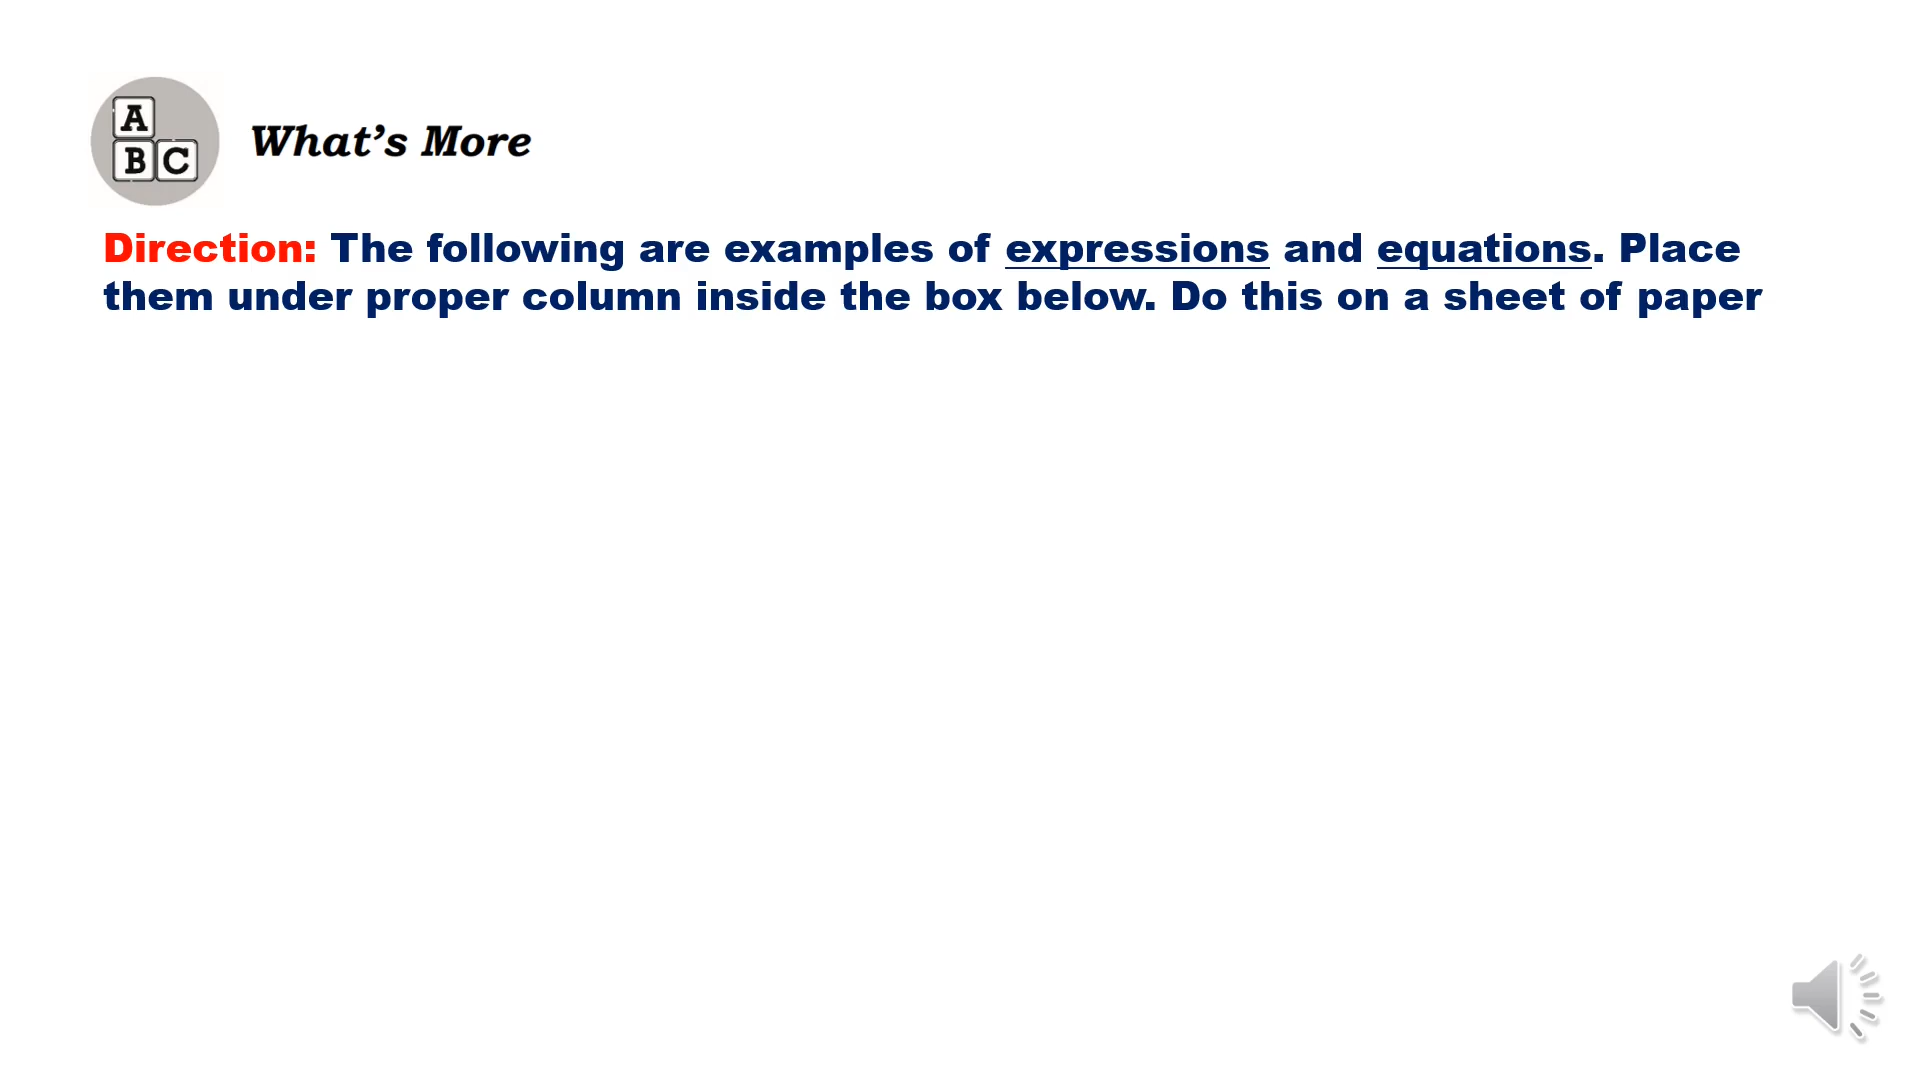 A
B C
What's More
Direction: The following are examples of expressions and equations. Place
them under proper column inside the box below. Do this on a sheet of paper